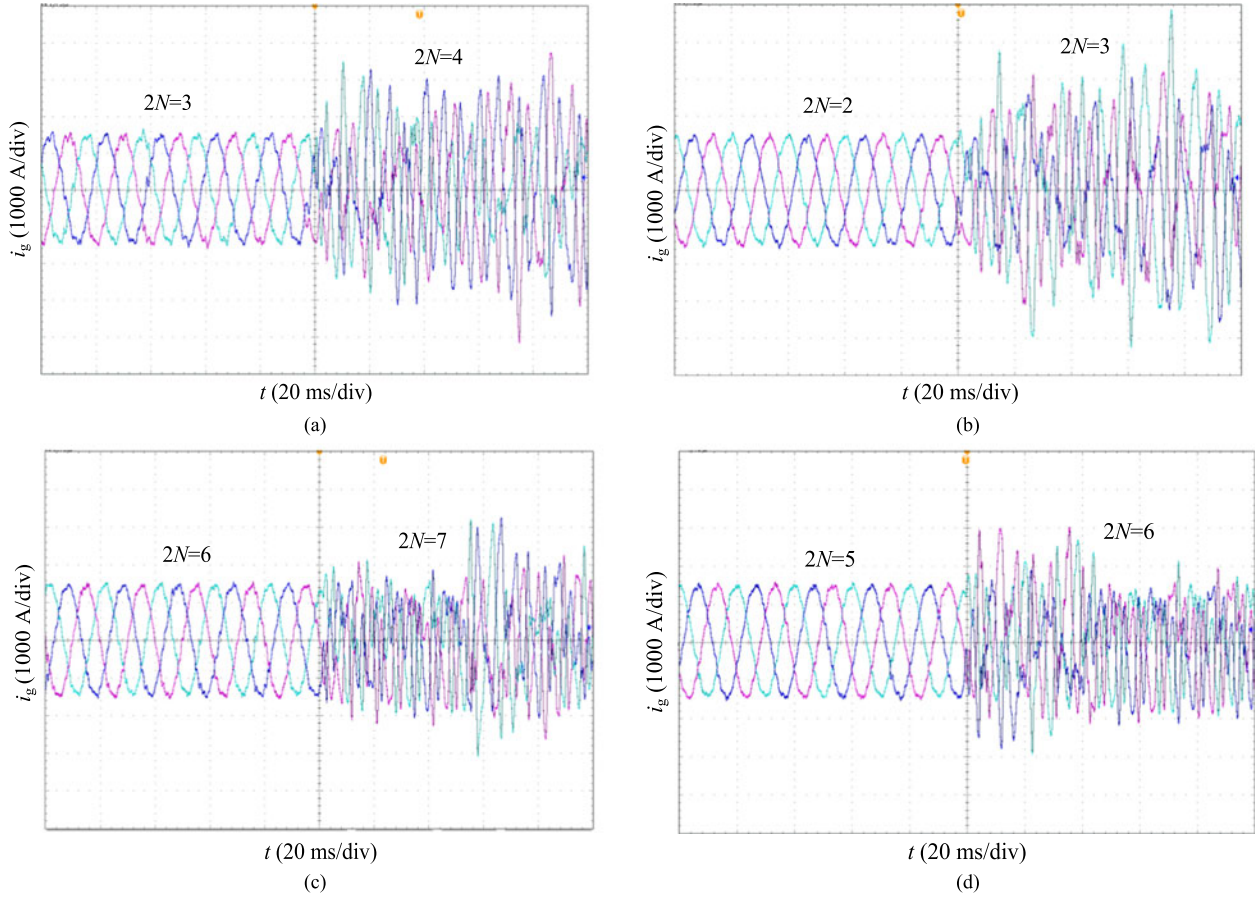 2N=4
2N=3
i_g (1000 A/div)
t (20 ms/div)
(a)
2N=3
2N=2
i_g (1000 A/div)
t (20 ms/div)
(b)
2N=7
2N=6
i_g (1000 A/div)
t (20 ms/div)
(c)
2N=6
2N=5
i_g (1000 A/div)
t (20 ms/div)
(d)